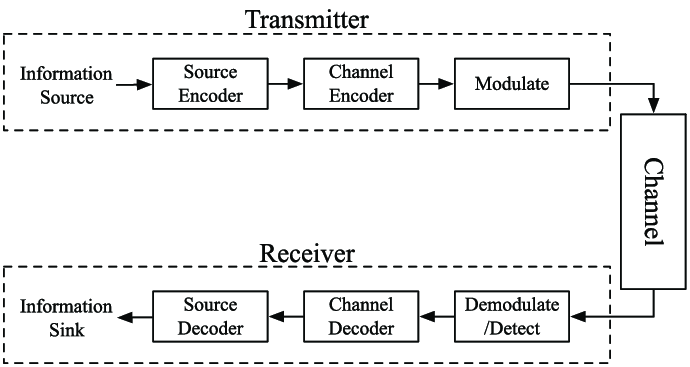 Transmitter
Information
Source
Source
Encoder
Channel
Encoder
Modulate
Channel
Receiver
Information
Sink
Source
Decoder
Channel
Decoder
Demodulate
/Detect